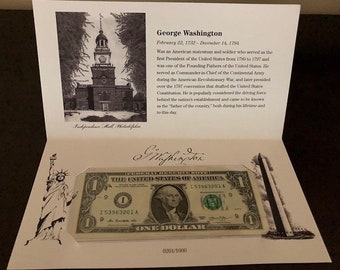 George Washington
February 22, 1732 - December 14, 1799
Was an American statesman and soldier who served as the
first President of the United States from 1789 to 1797 and
was one of the Founding Fathers of the United States. He
served as Commander-in-Chief of the Continental Army
during the American Revolutionary War, and later presided
over the 1787 convention that drafted the United States
Constitution. He is popularly considered the driving force
behind the nation's establishment and came to be known
as the "father of the country," both during his lifetime and
to this day.
Independence Hall, Philadelphia
G Washington
FEDERAL RESERVE NOTE
THE UNITED STATES OF AMERICA
I 53963201 A
I 53963201 A
ONE DOLLAR